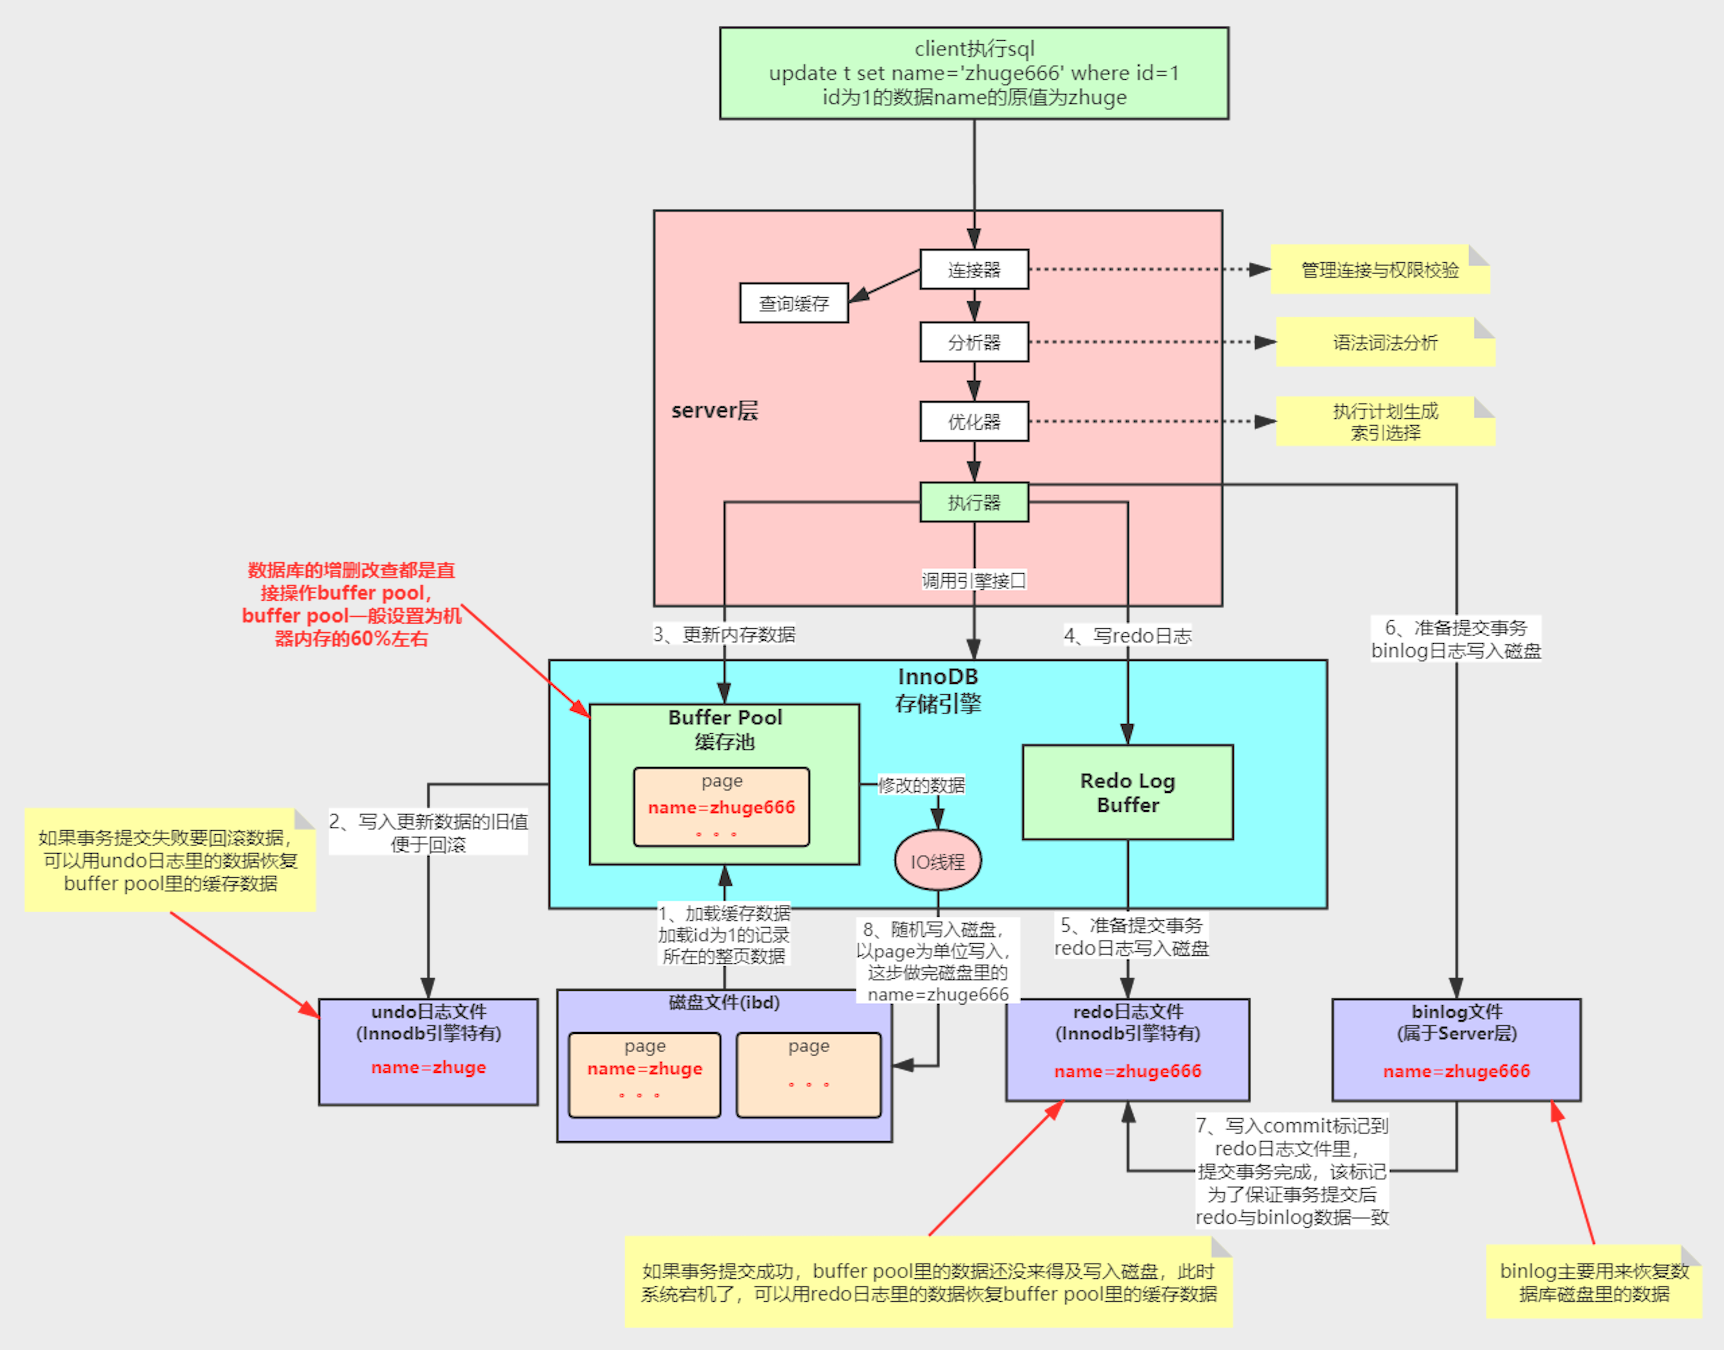 client执行sql
update t set name='zhuge666' where id=1
id为1的数据name的原值为zhuge
连接器
管理连接与权限校验
查询缓存
分析器
语法词法分析
server层
优化器
执行计划生成
索引选择
执行器
调用引擎接口
数据库的增删改查都是直
接操作buffer pool，
buffer pool一般设置为机
器内存的60%左右
3、更新内存数据
4、写redo日志
6、准备提交事务
binlog日志写入磁盘
InnoDB
存储引擎
Buffer Pool
缓存池
page
name=zhuge666
。。。
修改的数据
IO线程
Redo Log
Buffer
如果事务提交失败要回滚数据，
可以用undo日志里的数据恢复
buffer pool里的缓存数据
2、写入更新数据的旧值
便于回滚
1、加载缓存数据
加载id为1的记录
所在的整页数据
8、随机写入磁盘，
以page为单位写入，
这步做完磁盘里的
name=zhuge666
5、准备提交事务
redo日志写入磁盘
undo日志文件
(Innodb引擎特有)
name=zhuge
磁盘文件(ibd)
page
name=zhuge
。。。
page
。。。
redo日志文件
(Innodb引擎特有)
name=zhuge666
binlog文件
(属于Server层)
name=zhuge666
7、写入commit标记到
redo日志文件里，
提交事务完成，该标记
为了保证事务提交后
redo与binlog数据一致
如果事务提交成功，buffer pool里的数据还没来得及写入磁盘，此时
系统宕机了，可以用redo日志里的数据恢复buffer pool里的缓存数据
binlog主要用来恢复数
据库磁盘里的数据